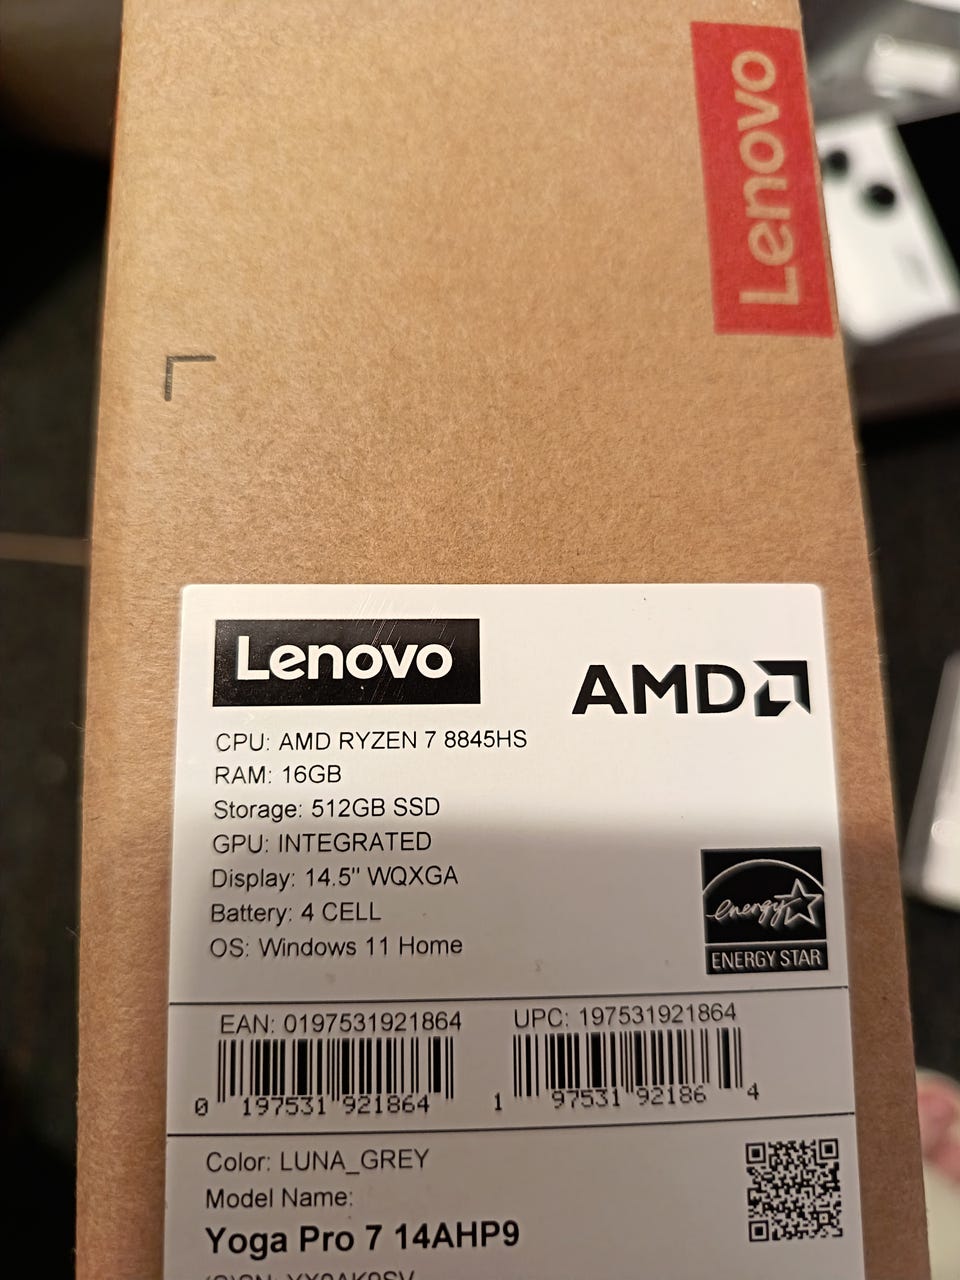 Lenovo
Lenovo
AMD
CPU: AMD RYZEN 7 8845HS
RAM: 16GB
Storage: 512GB SSD
GPU: INTEGRATED
Display: 14.5" WQXGA
Battery: 4 CELL
OS: Windows 11 Home
energy
ENERGY STAR
EAN: 0197531921864
UPC: 197531921864
0 197531 921864
1 97531 92186 4
Color: LUNA_GREY
Model Name:
Yoga Pro 7 14AHP9